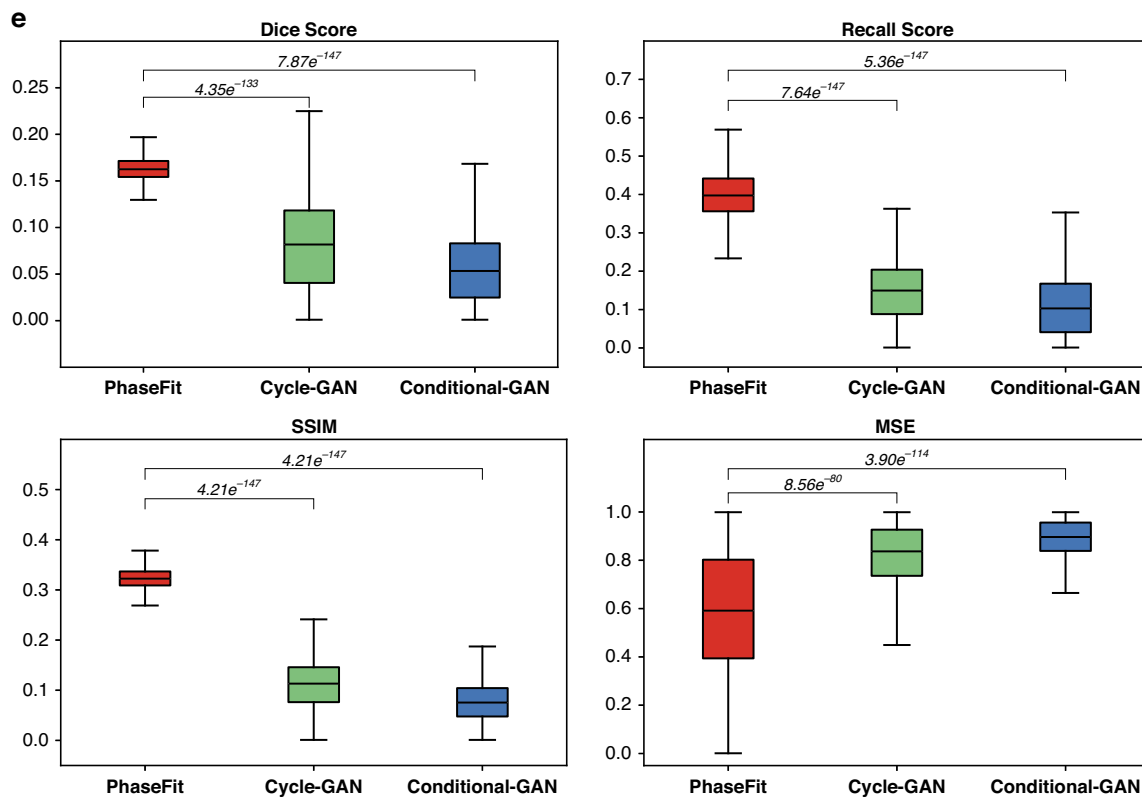 e
Dice Score
7.87e⁻¹⁴⁷
4.35e⁻¹³³
0.25
0.20
0.15
0.10
0.05
0.00
PhaseFit Cycle-GAN Conditional-GAN
Recall Score
5.36e⁻¹⁴⁷
7.64e⁻¹⁴⁷
0.7
0.6
0.5
0.4
0.3
0.2
0.1
0.0
PhaseFit Cycle-GAN Conditional-GAN
SSIM
4.21e⁻¹⁴⁷
4.21e⁻¹⁴⁷
0.5
0.4
0.3
0.2
0.1
0.0
PhaseFit Cycle-GAN Conditional-GAN
MSE
3.90e⁻¹¹⁴
8.56e⁻⁸⁰
1.0
0.8
0.6
0.4
0.2
0.0
PhaseFit Cycle-GAN Conditional-GAN